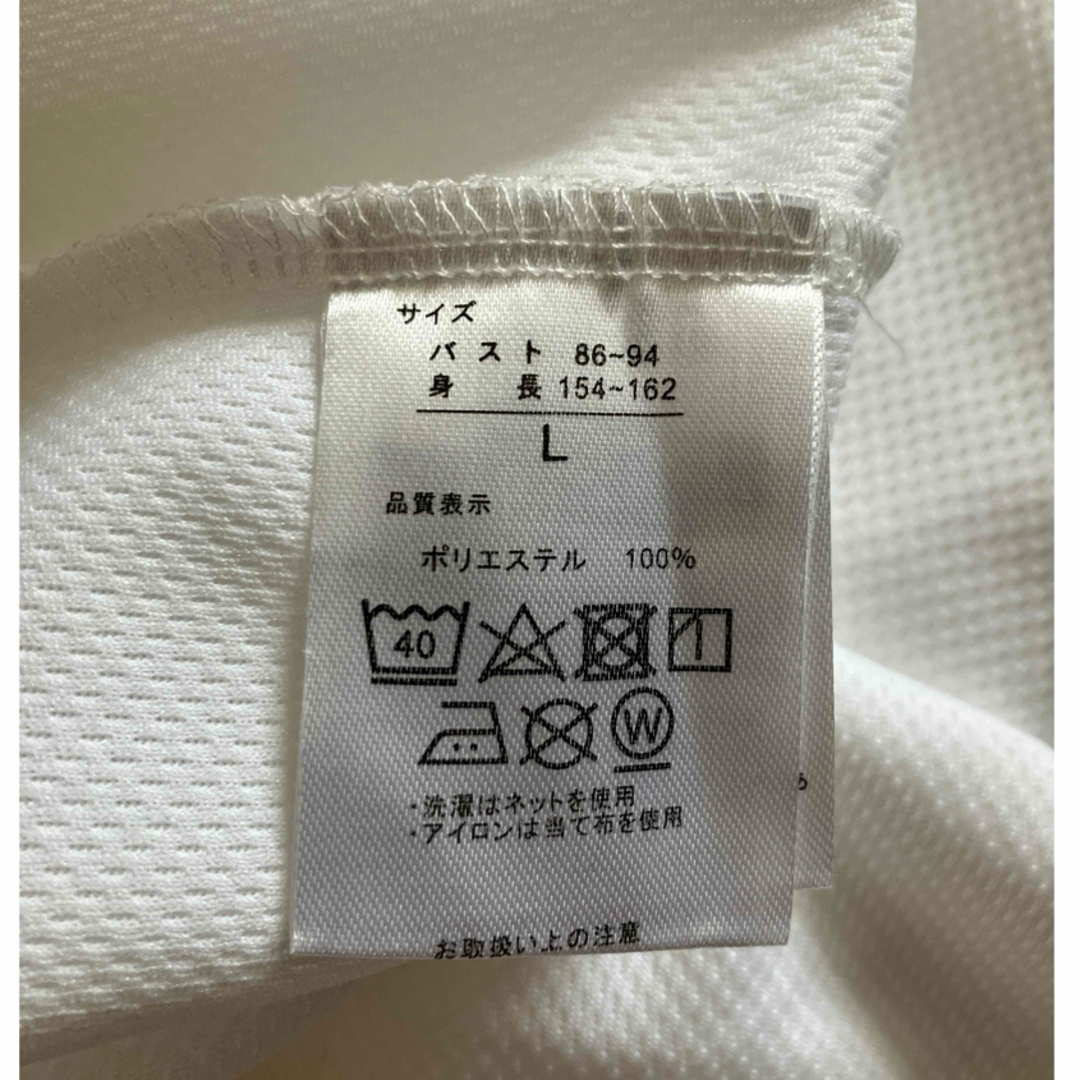 サイズ
バスト 86~94
身 長 154~162
L
品質表示
ポリエステル 100%
40
W
・洗濯はネットを使用
・アイロンは当て布を使用
お取扱い上の注意